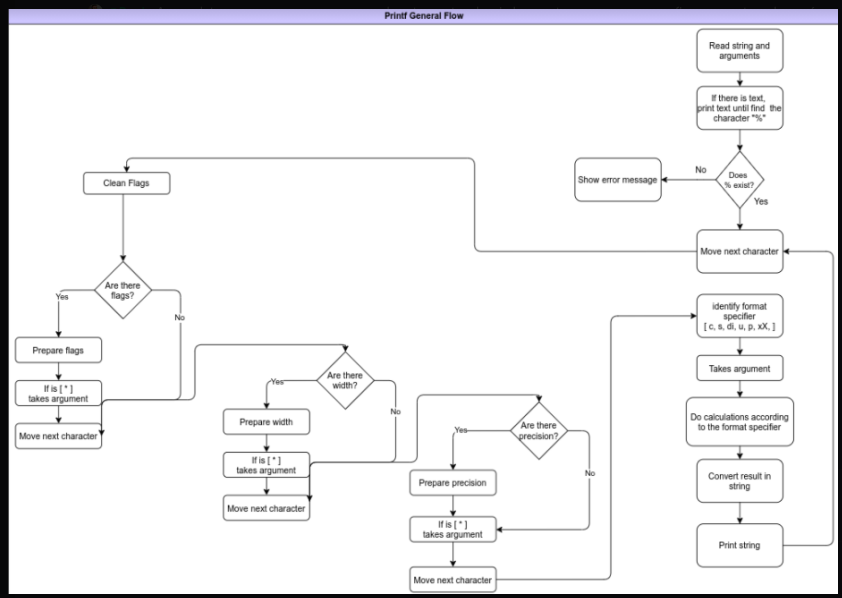 Printf General Flow
Read string and
arguments
If there is text,
print text until find the
character "%"
Does
% exist?
No
Show error message
Yes
Move next character
Clean Flags
Are there
flags?
Yes
No
Prepare flags
If is [ * ]
takes argument
Move next character
Are there
width?
Yes
No
Prepare width
If is [ * ]
takes argument
Move next character
Are there
precision?
Yes
No
Prepare precision
If is [ * ]
takes argument
Move next character
identify format
specifier
[ c, s, di, u, p, xX, ]
Takes argument
Do calculations according
to the format specifier
Convert result in
string
Print string